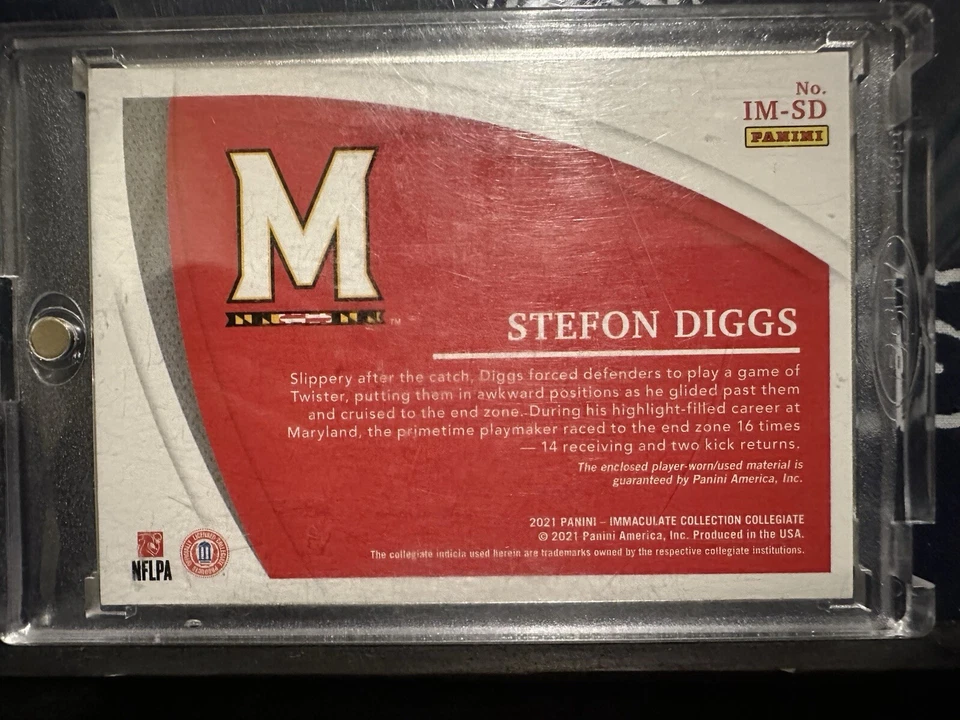 No.
IM-SD
PANINI
M
TM
STEFON DIGGS
Slippery after the catch, Diggs forced defenders to play a game of
Twister, putting them in awkward positions as he glided past them
and cruised to the end zone. During his highlight-filled career at
Maryland, the primetime playmaker raced to the end zone 16 times
— 14 receiving and two kick returns.
The enclosed player-worn/used material is
guaranteed by Panini America, Inc.
2021 PANINI – IMMACULATE COLLECTION COLLEGIATE
© 2021 Panini America, Inc. Produced in the USA.
The collegiate indicia used herein are trademarks owned by the respective collegiate institutions.
NFLPA